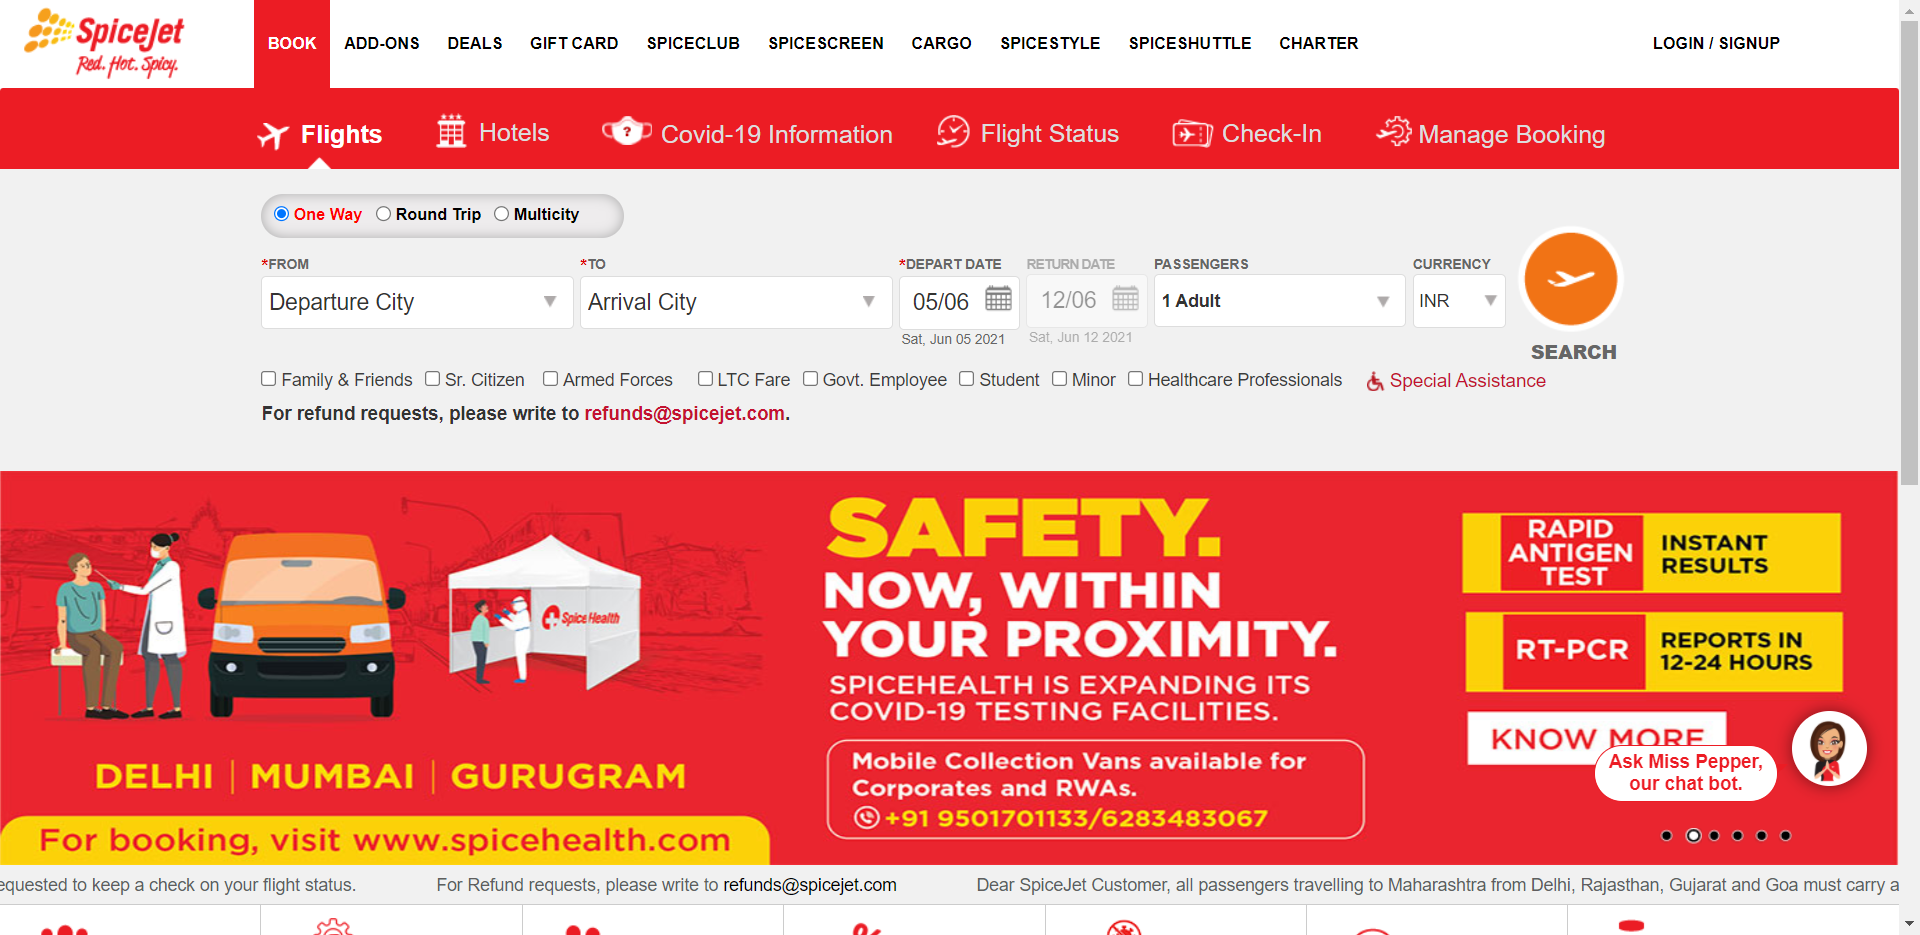 SpiceJet
Red. Hot. Spicy.
BOOK ADD-ONS DEALS GIFT CARD SPICECLUB SPICESCREEN CARGO SPICESTYLE SPICESHUTTLE CHARTER LOGIN / SIGNUP
Flights Hotels ? Covid-19 Information Flight Status Check-In Manage Booking
One Way Round Trip Multicity
*FROM *TO *DEPART DATE RETURN DATE PASSENGERS CURRENCY
Departure City Arrival City 05/06 12/06 1 Adult INR
Sat, Jun 05 2021 Sat, Jun 12 2021
SEARCH
Family & Friends Sr. Citizen Armed Forces LTC Fare Govt. Employee Student Minor Healthcare Professionals Special Assistance
For refund requests, please write to refunds@spicejet.com.
SpiceHealth
DELHI | MUMBAI | GURUGRAM
For booking, visit www.spicehealth.com
SAFETY.
NOW, WITHIN
YOUR PROXIMITY.
SPICEHEALTH IS EXPANDING ITS
COVID-19 TESTING FACILITIES.
Mobile Collection Vans available for
Corporates and RWAs.
+91 9501701133/6283483067
RAPID
ANTIGEN
TEST
INSTANT
RESULTS
RT-PCR
REPORTS IN
12-24 HOURS
KNOW MORE
Ask Miss Pepper,
our chat bot.
equested to keep a check on your flight status. For Refund requests, please write to refunds@spicejet.com Dear SpiceJet Customer, all passengers travelling to Maharashtra from Delhi, Rajasthan, Gujarat and Goa must carry a